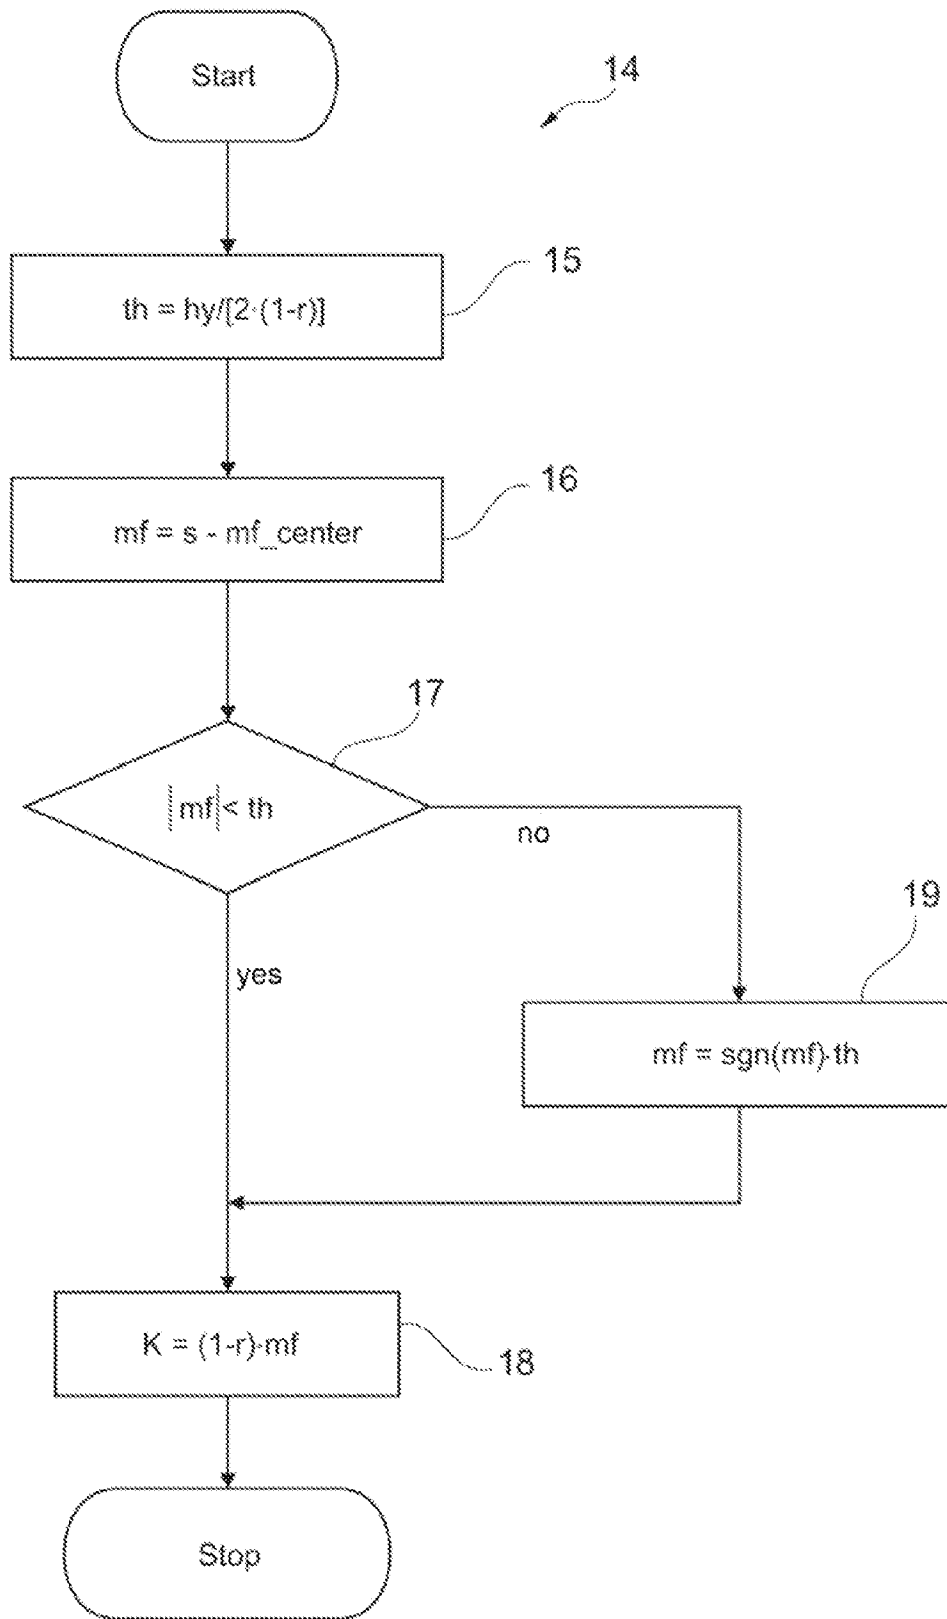 Start
14
th = hy/[2·(1-r)]
15
mf = s - mf_center
16
17
|mf|< th
no
yes
19
mf = sgn(mf)·th
K = (1-r)·mf
18
Stop